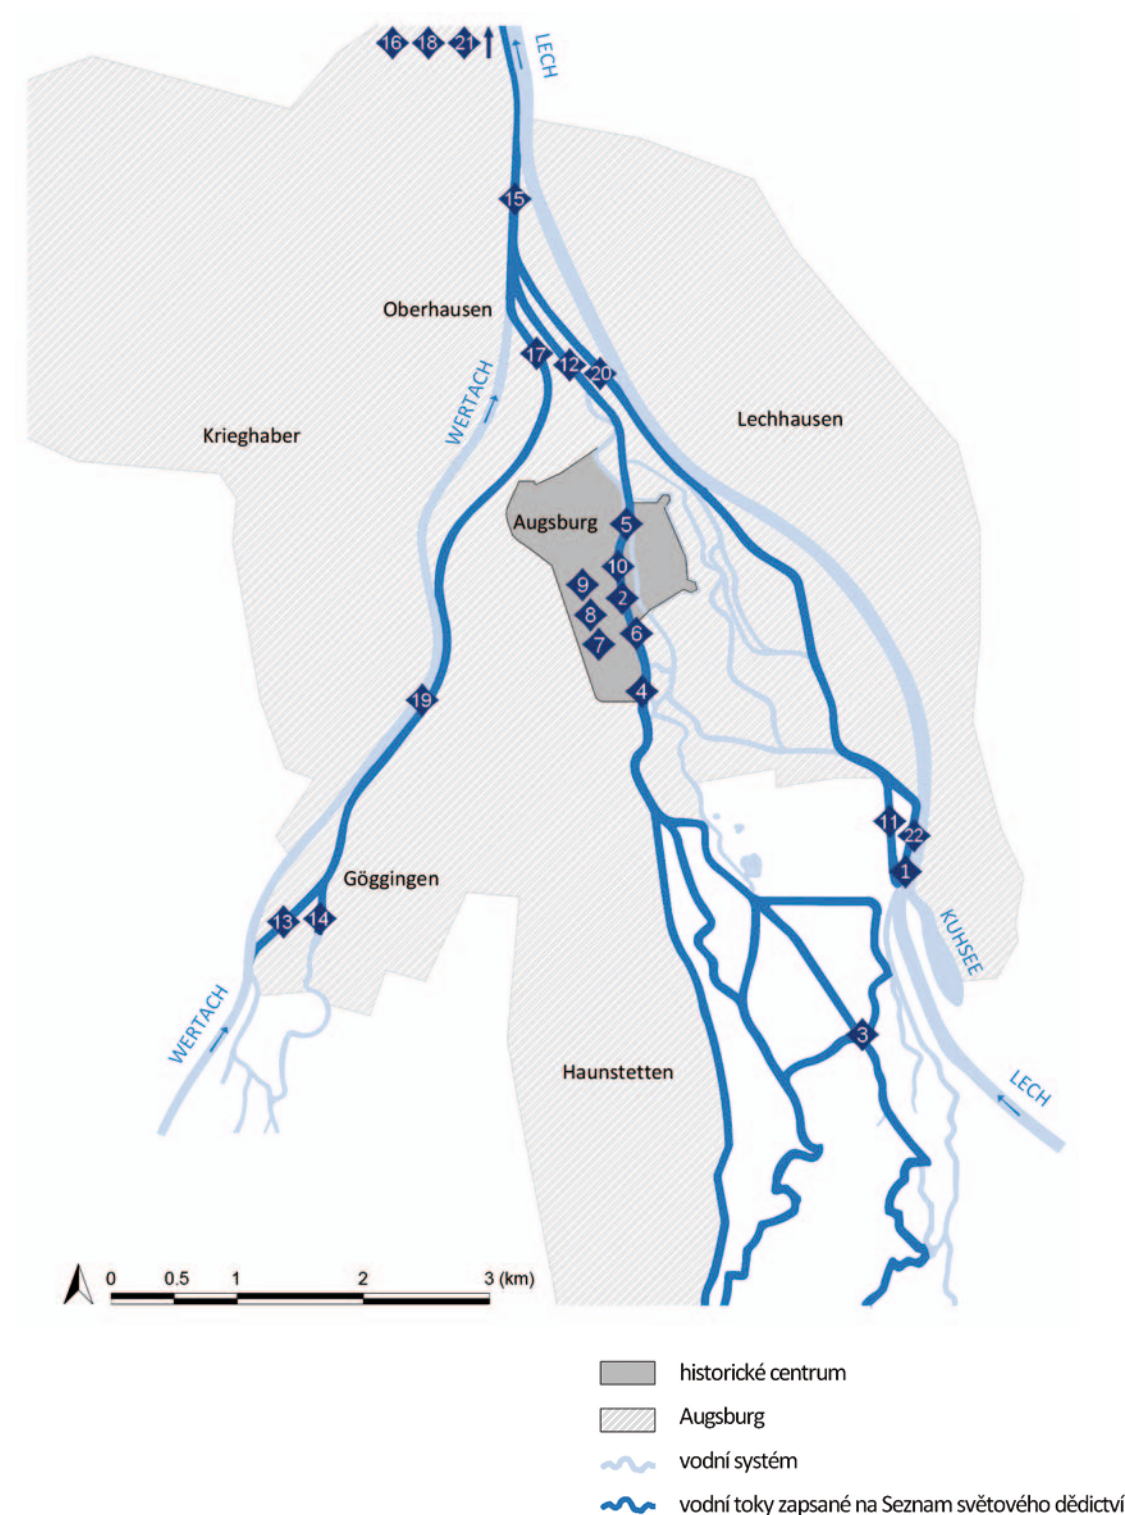 16 18 21
LECH
15
Oberhausen
17 12 20
WERTACH
Lechhausen
Krieghaber
Augsburg
5
10
9
2
8
6
7
4
19
11
22
1
Göggingen
13 14
KUHSEE
WERTACH
3
Haunstetten
LECH
0 0.5 1 2 3 (km)
historické centrum
Augsburg
vodní systém
vodní toky zapsané na Seznam světového dědictví